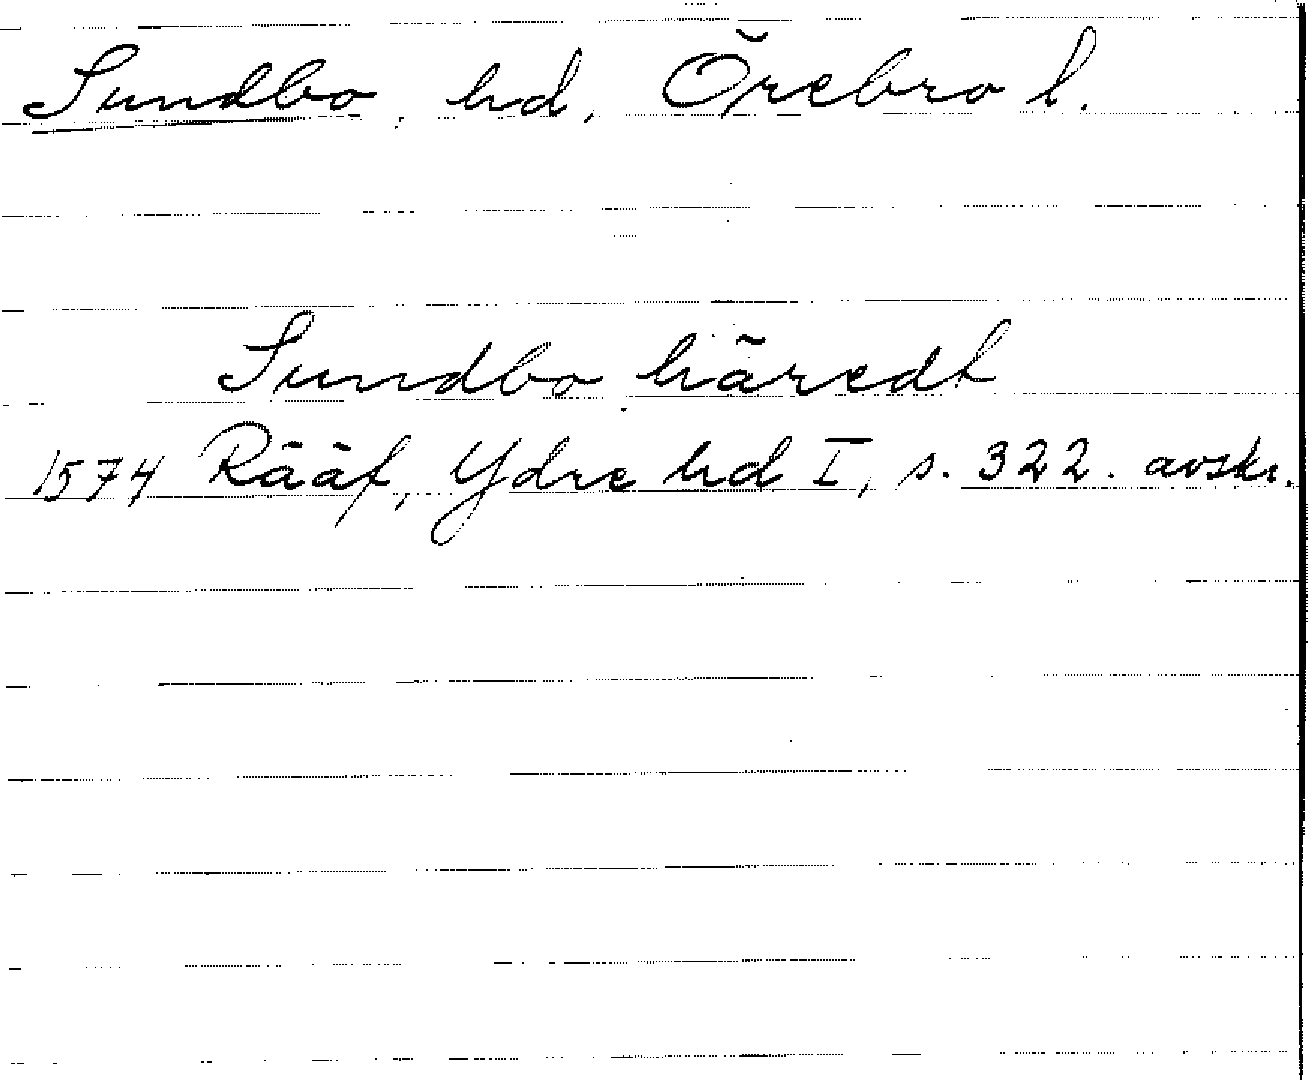 Sundbo, hd, Örebro l.
Sundbo häredt
1574 Rääf, Ydre hd I, s. 322. avskr.